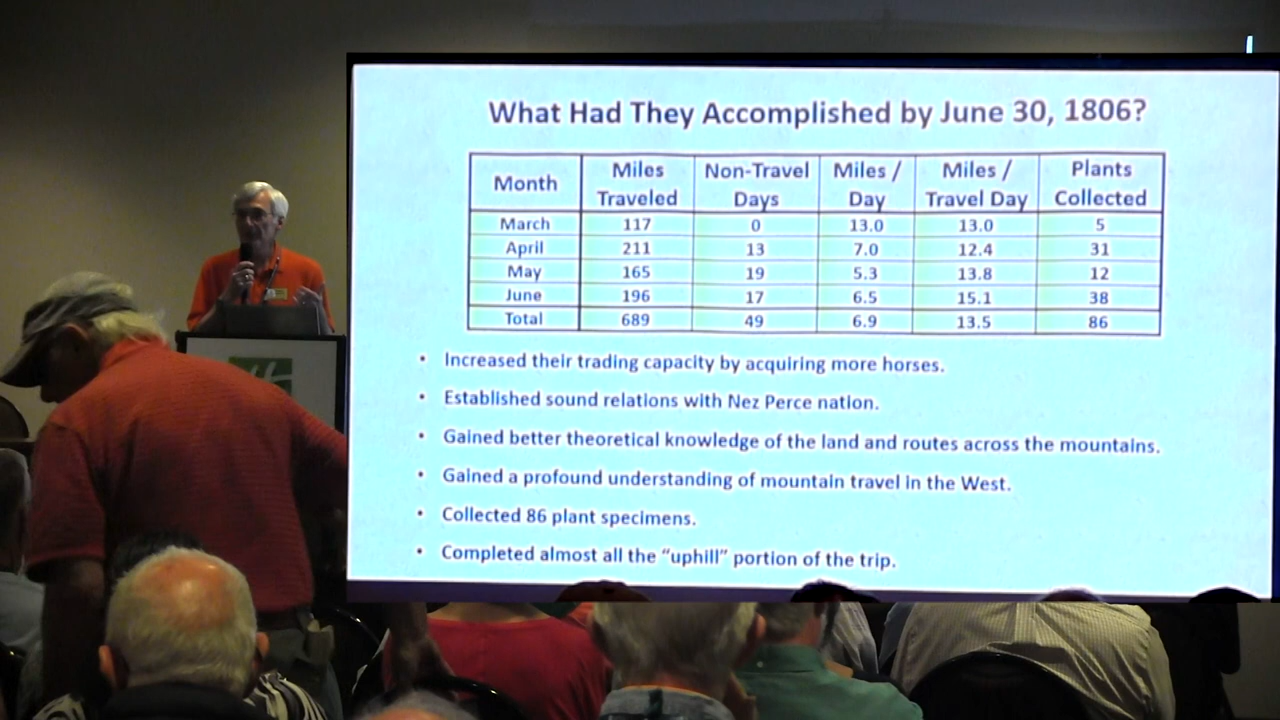 What Had They Accomplished by June 30, 1806?
Month Miles Traveled Non-Travel Days Miles / Day Miles / Travel Day Plants Collected
March 117 0 13.0 13.0 5
April 211 13 7.0 12.4 31
May 165 19 5.3 13.8 12
June 196 17 6.5 15.1 38
Total 689 49 6.9 13.5 86
• Increased their trading capacity by acquiring more horses.
• Established sound relations with Nez Perce nation.
• Gained better theoretical knowledge of the land and routes across the mountains.
• Gained a profound understanding of mountain travel in the West.
• Collected 86 plant specimens.
• Completed almost all the “uphill” portion of the trip.